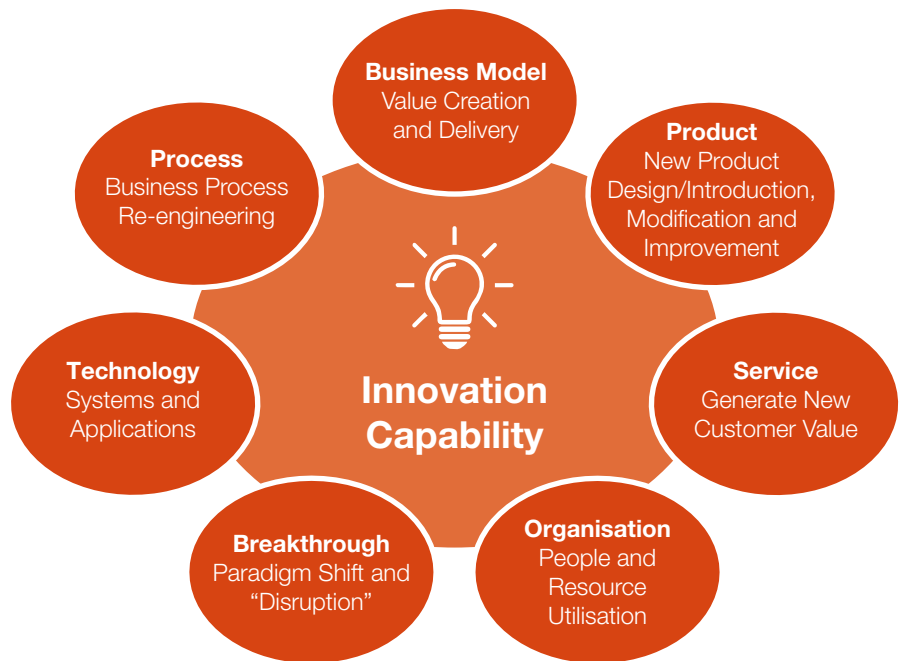 Business Model
Value Creation
and Delivery
Product
New Product
Design/Introduction,
Modification and
Improvement
Service
Generate New
Customer Value
Organisation
People and
Resource
Utilisation
Breakthrough
Paradigm Shift and
“Disruption”
Technology
Systems and
Applications
Process
Business Process
Re-engineering
Innovation
Capability